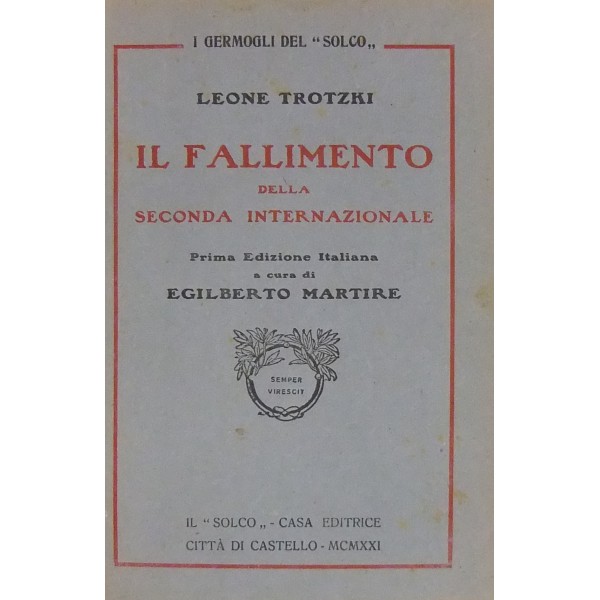 I GERMOGLI DEL “SOLCO„
LEONE TROTZKI
IL FALLIMENTO
DELLA
SECONDA INTERNAZIONALE
Prima Edizione Italiana
a cura di
EGILBERTO MARTIRE
SEMPER
VIRESCIT
IL “SOLCO„ - CASA EDITRICE
CITTÀ DI CASTELLO - MCMXXI